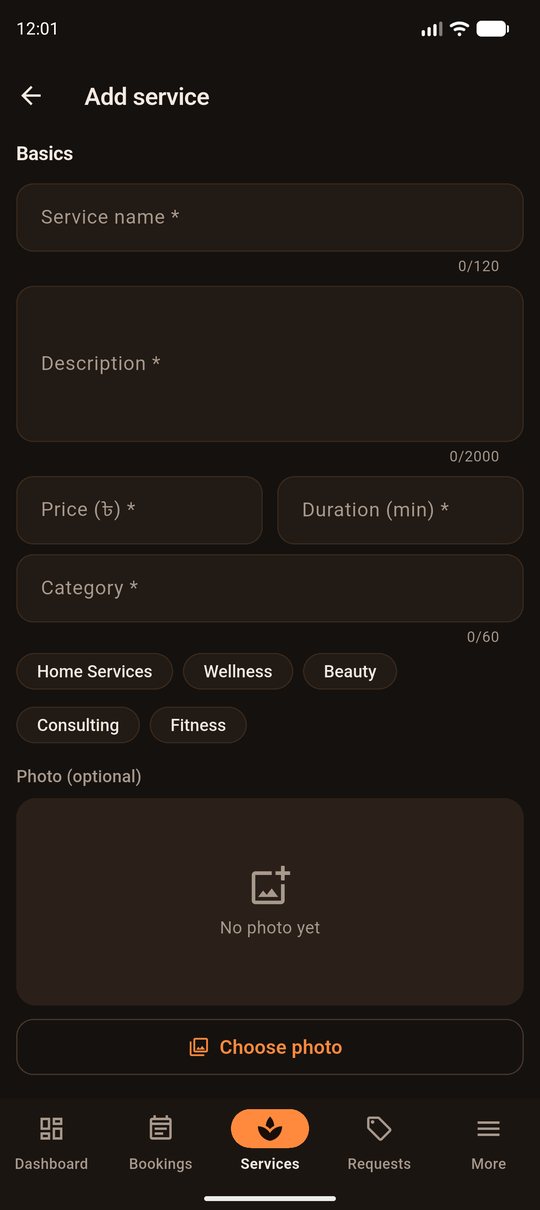 12:01
Add service
Basics
Service name *
0/120
Description *
0/2000
Price (৳) * Duration (min) *
Category *
0/60
Home Services Wellness Beauty
Consulting Fitness
Photo (optional)
No photo yet
Choose photo
Dashboard Bookings Services Requests More